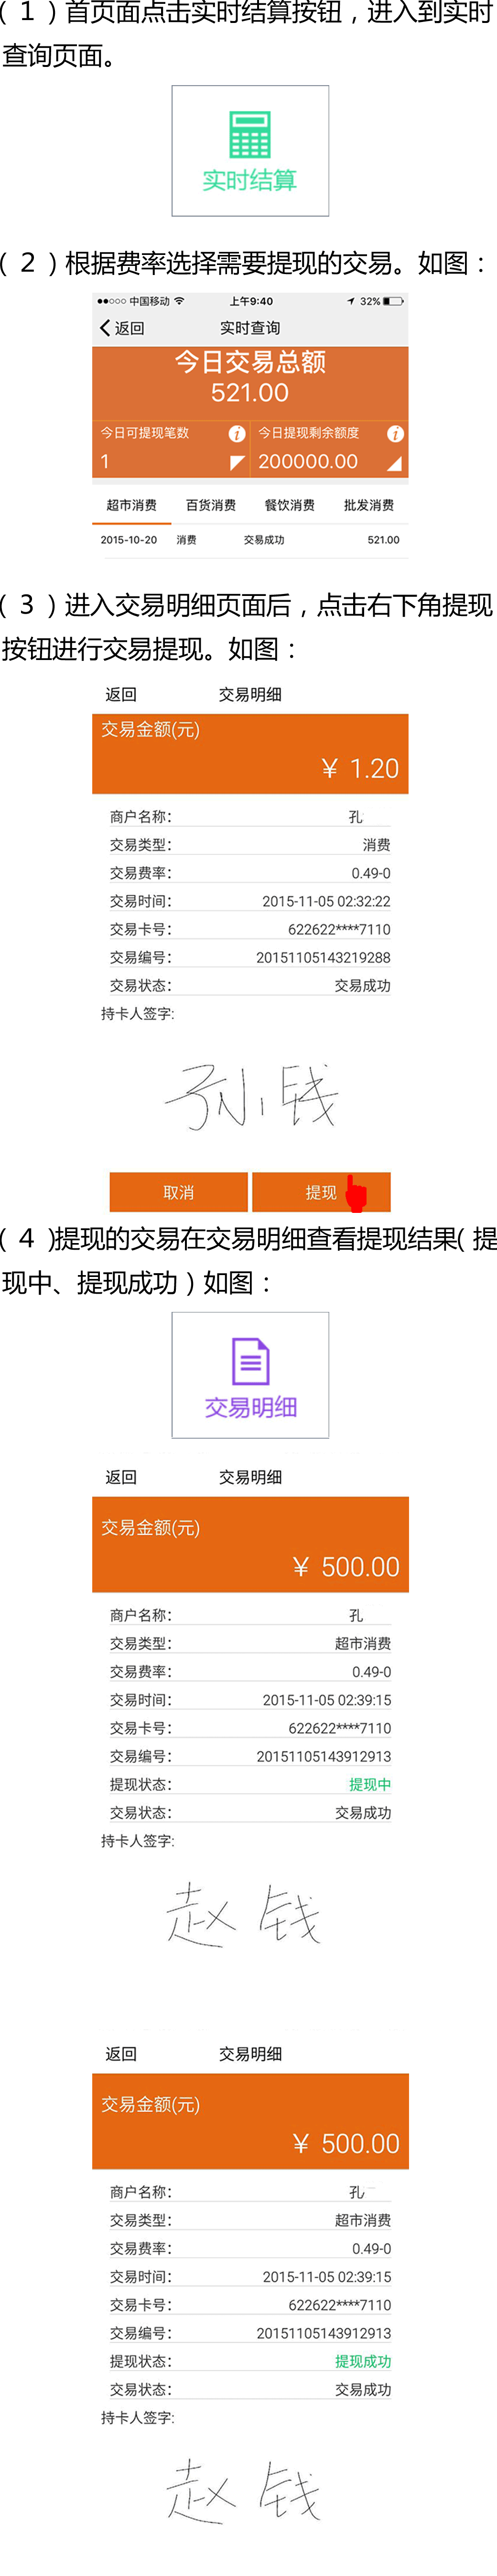 ( 1 ) 首页面点击实时结算按钮，进入到实时
查询页面。
实时结算
( 2 ) 根据费率选择需要提现的交易。如图：
中国移动 上午9:40 32%
返回 实时查询
今日交易总额
521.00
今日可提现笔数 i 今日提现剩余额度 i
1 200000.00
超市消费 百货消费 餐饮消费 批发消费
2015-10-20 消费 交易成功 521.00
( 3 ) 进入交易明细页面后，点击右下角提现
按钮进行交易提现。如图：
返回 交易明细
交易金额(元)
￥ 1.20
商户名称： 孔
交易类型： 消费
交易费率： 0.49-0
交易时间： 2015-11-05 02:32:22
交易卡号： 622622****7110
交易编号： 20151105143219288
交易状态： 交易成功
持卡人签字:
孙小钱
取消 提现
( 4 )提现的交易在交易明细查看提现结果( 提
现中、提现成功 ) 如图：
交易明细
返回 交易明细
交易金额(元)
￥ 500.00
商户名称： 孔
交易类型： 超市消费
交易费率： 0.49-0
交易时间： 2015-11-05 02:39:15
交易卡号： 622622****7110
交易编号： 20151105143912913
提现状态： 提现中
交易状态： 交易成功
持卡人签字:
赵钱
返回 交易明细
交易金额(元)
￥ 500.00
商户名称： 孔
交易类型： 超市消费
交易费率： 0.49-0
交易时间： 2015-11-05 02:39:15
交易卡号： 622622****7110
交易编号： 20151105143912913
提现状态： 提现成功
交易状态： 交易成功
持卡人签字:
赵钱